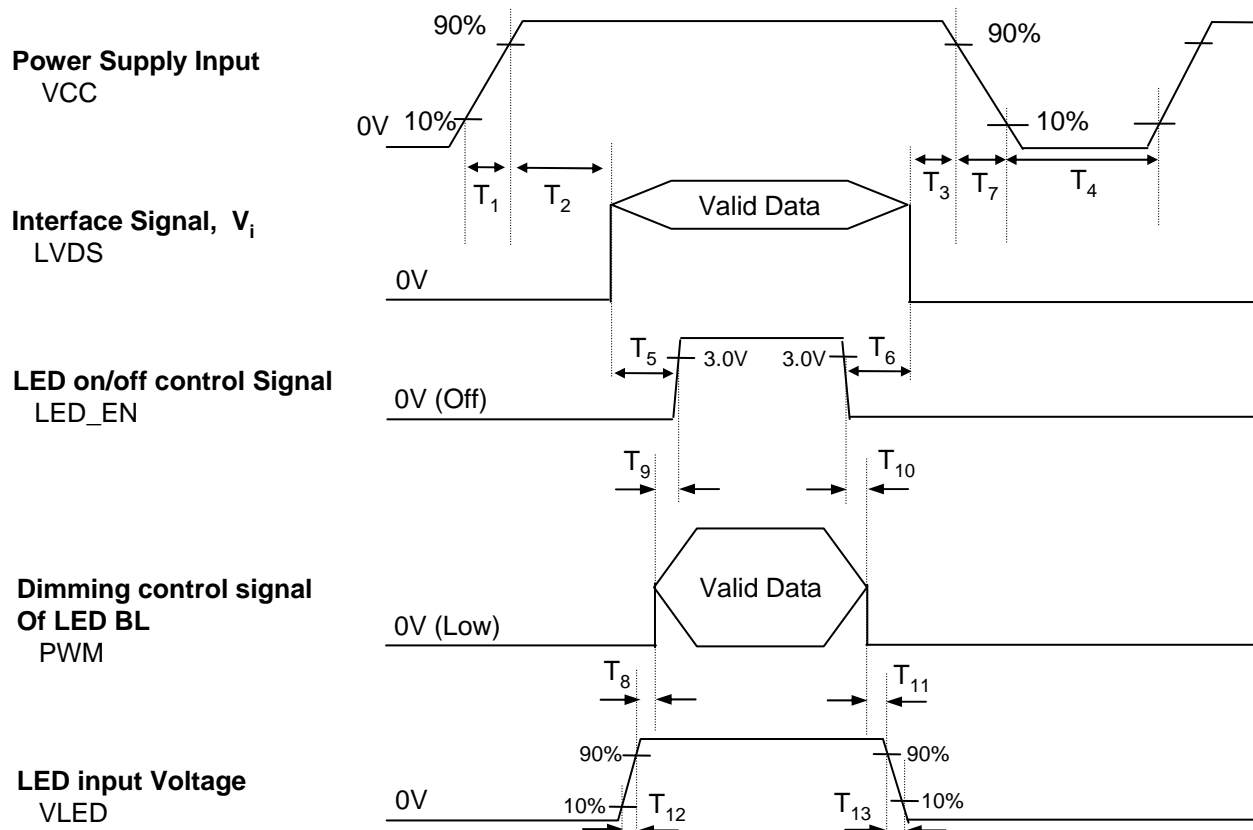 90%
90%
Power Supply Input
VCC
0V
10%
10%
T1
T2
T3
T7
T4
Interface Signal, Vi
LVDS
Valid Data
0V
T5
3.0V
3.0V
T6
LED on/off control Signal
LED_EN
0V (Off)
T9
T10
Dimming control signal
Of LED BL
PWM
Valid Data
0V (Low)
T8
T11
90%
90%
LED input Voltage
VLED
0V
10%
T12
T13
10%